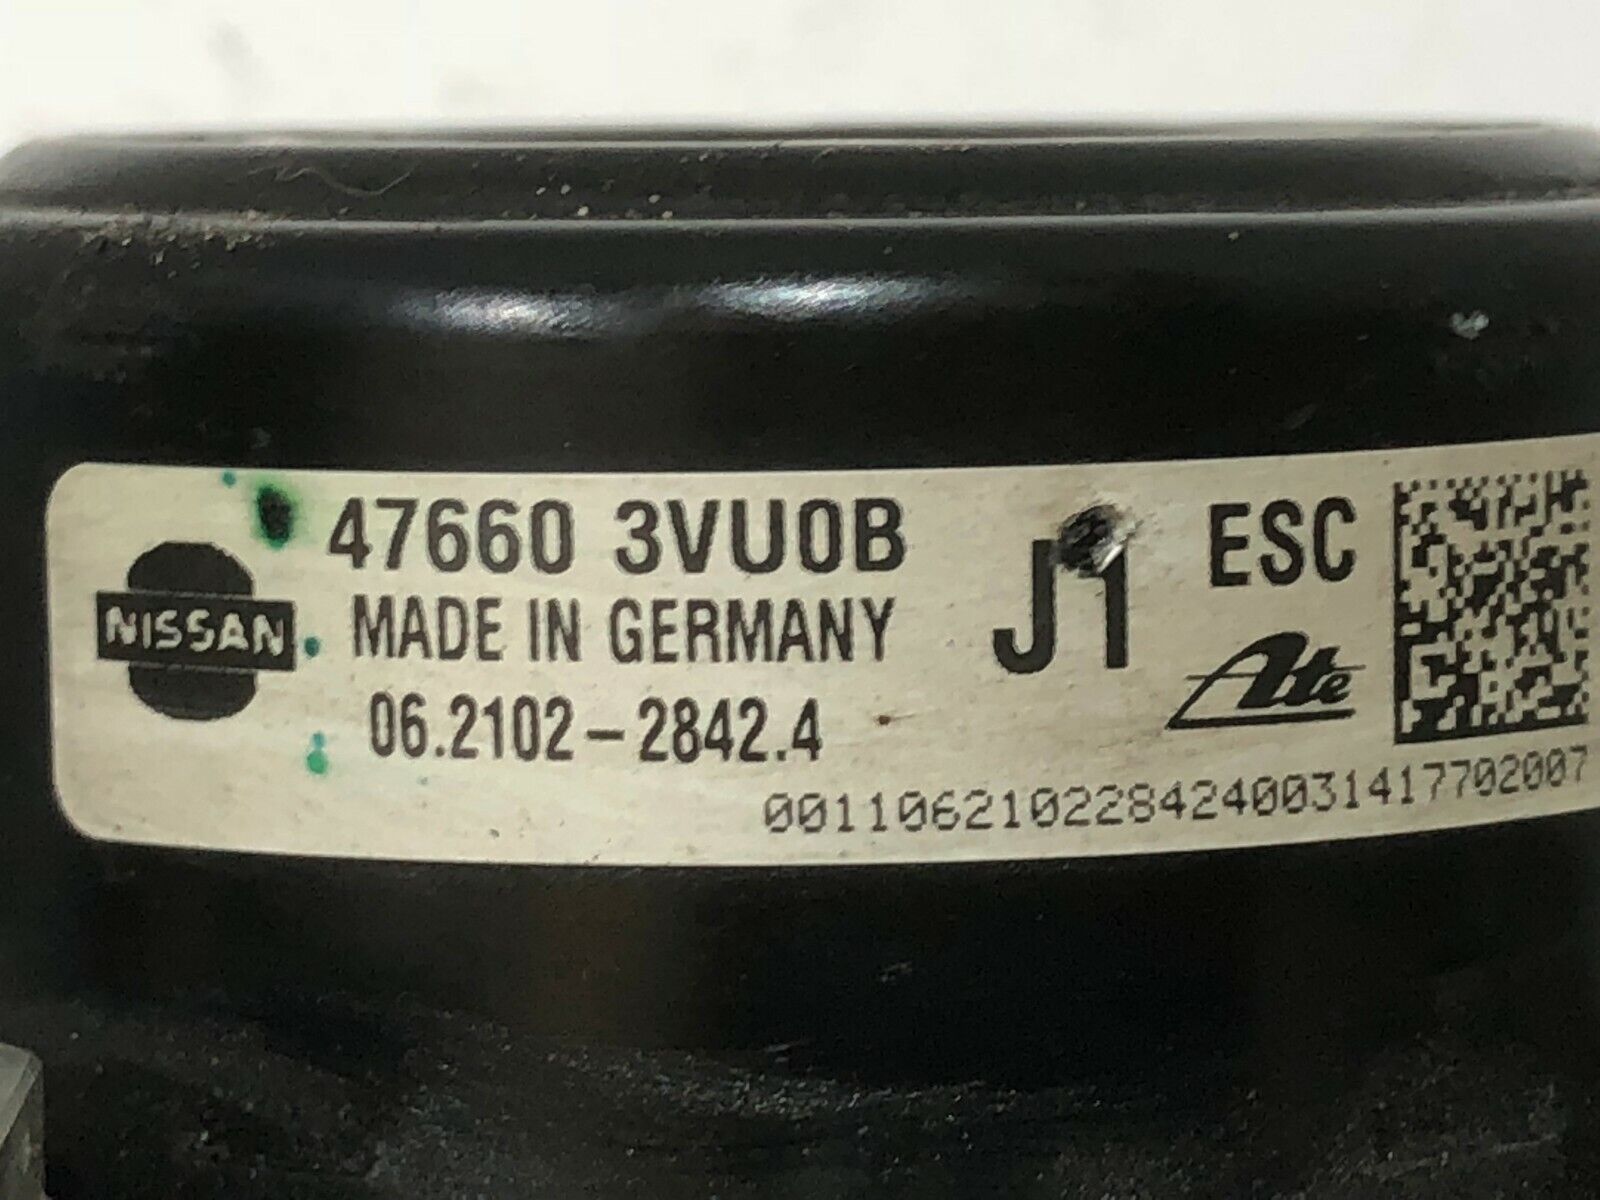 47660 3VU0B J1 ESC
NISSAN MADE IN GERMANY Ate
06.2102-2842.4
0011062102284240031417702007